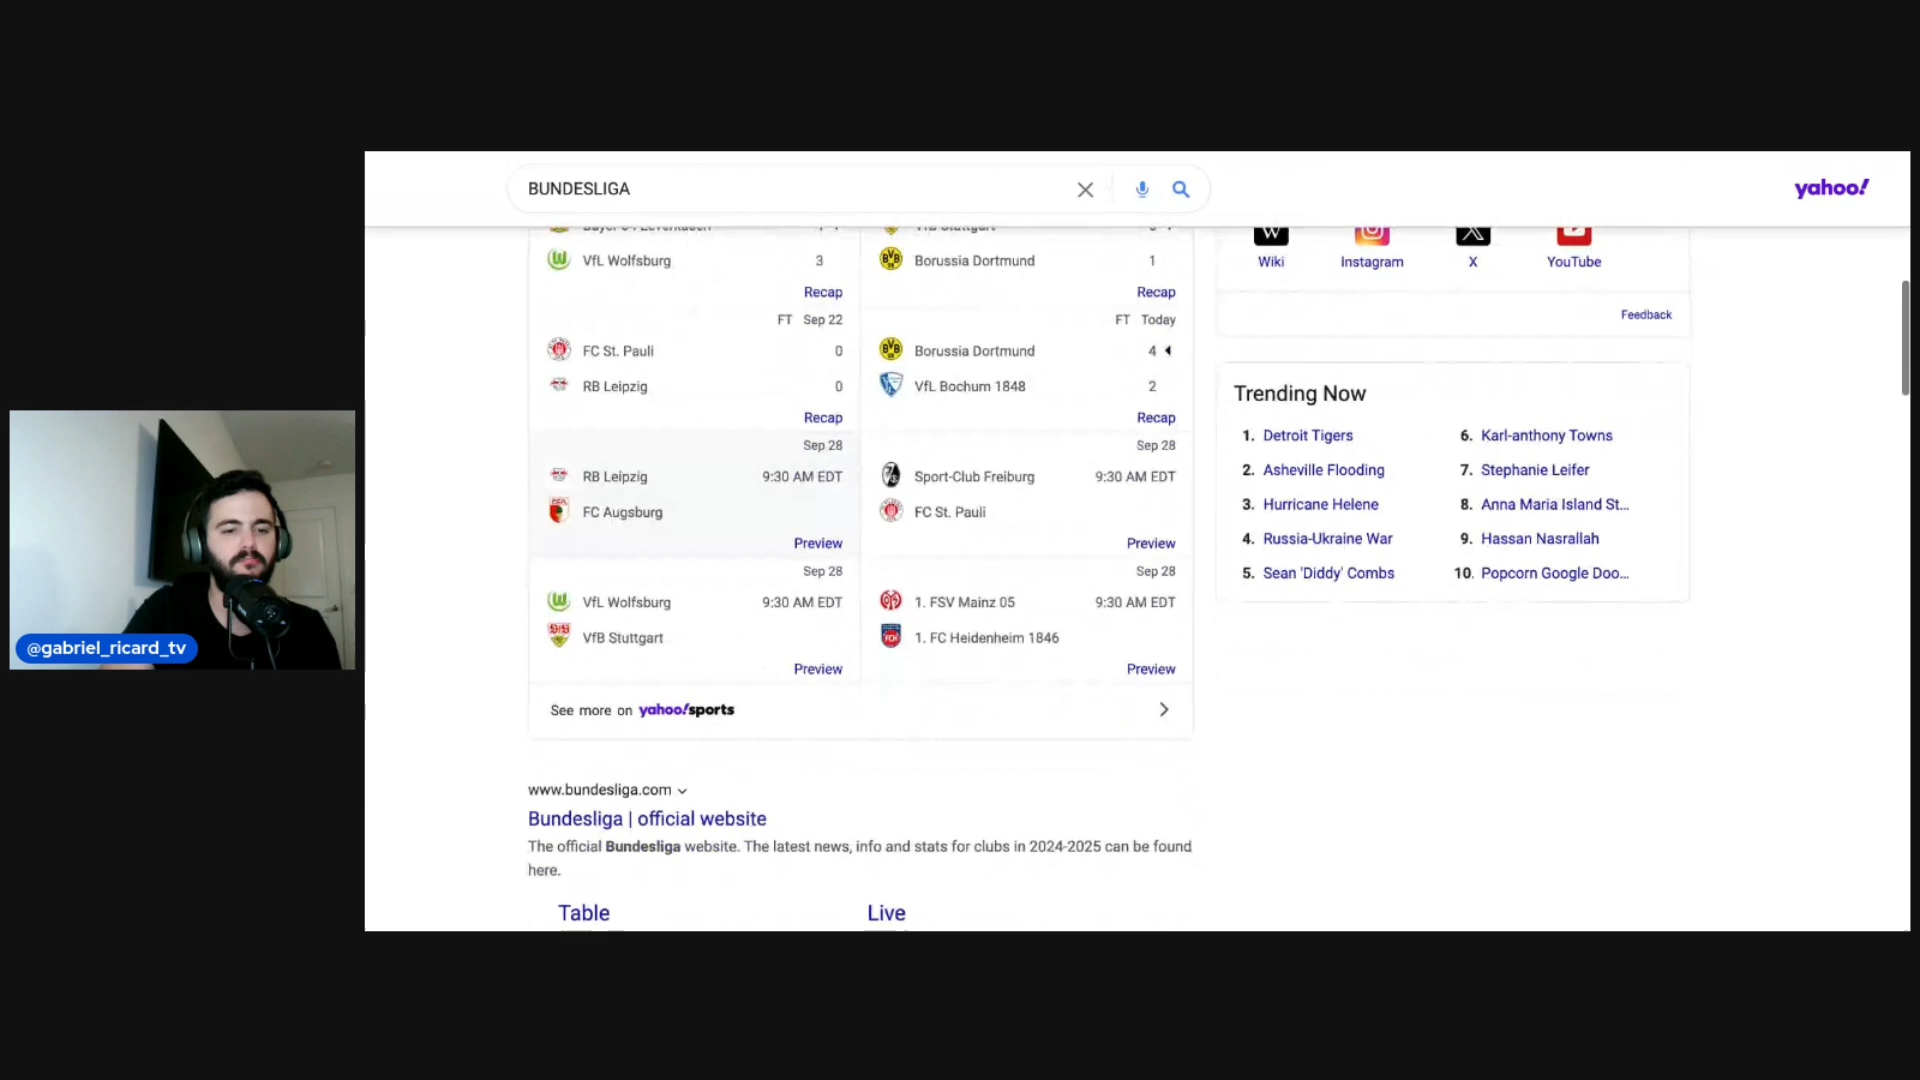 BUNDESLIGA
yahoo!
VfL Wolfsburg 3
Recap
Borussia Dortmund 1
Recap
FT Sep 22
FC St. Pauli 0
RB Leipzig 0
Recap
FT Today
Borussia Dortmund 4
VfL Bochum 1848 2
Recap
Sep 28
RB Leipzig 9:30 AM EDT
FC Augsburg
Preview
Sep 28
Sport-Club Freiburg 9:30 AM EDT
FC St. Pauli
Preview
Sep 28
VfL Wolfsburg 9:30 AM EDT
VfB Stuttgart
Preview
Sep 28
1. FSV Mainz 05 9:30 AM EDT
1. FC Heidenheim 1846
Preview
See more on yahoo!sports
www.bundesliga.com
Bundesliga | official website
The official Bundesliga website. The latest news, info and stats for clubs in 2024-2025 can be found
here.
Table
Live
W
Wiki
Instagram
X
YouTube
Feedback
Trending Now
1. Detroit Tigers
2. Asheville Flooding
3. Hurricane Helene
4. Russia-Ukraine War
5. Sean 'Diddy' Combs
6. Karl-anthony Towns
7. Stephanie Leifer
8. Anna Maria Island St...
9. Hassan Nasrallah
10. Popcorn Google Doo...
@gabriel_ricard_tv